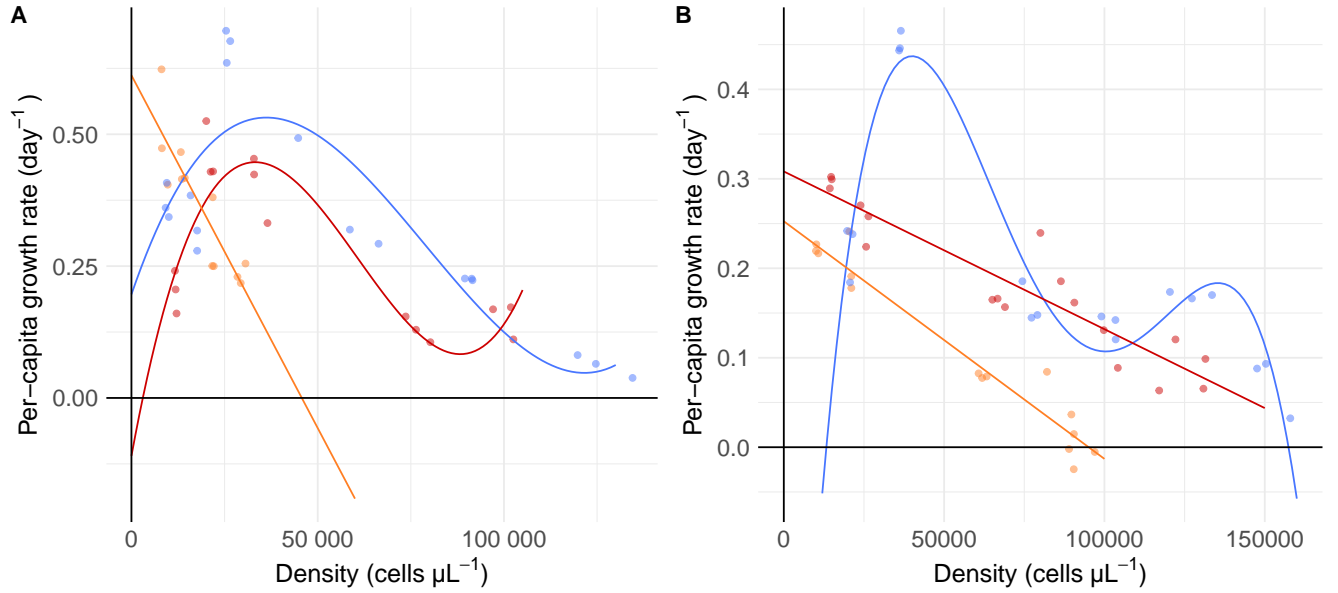 A
Per−capita growth rate (day−1 )
0.50
0.25
0.00
0
50 000
100 000
Density (cells µL−1)
B
Per−capita growth rate (day−1 )
0.4
0.3
0.2
0.1
0.0
0
50000
100000
150000
Density (cells µL−1)